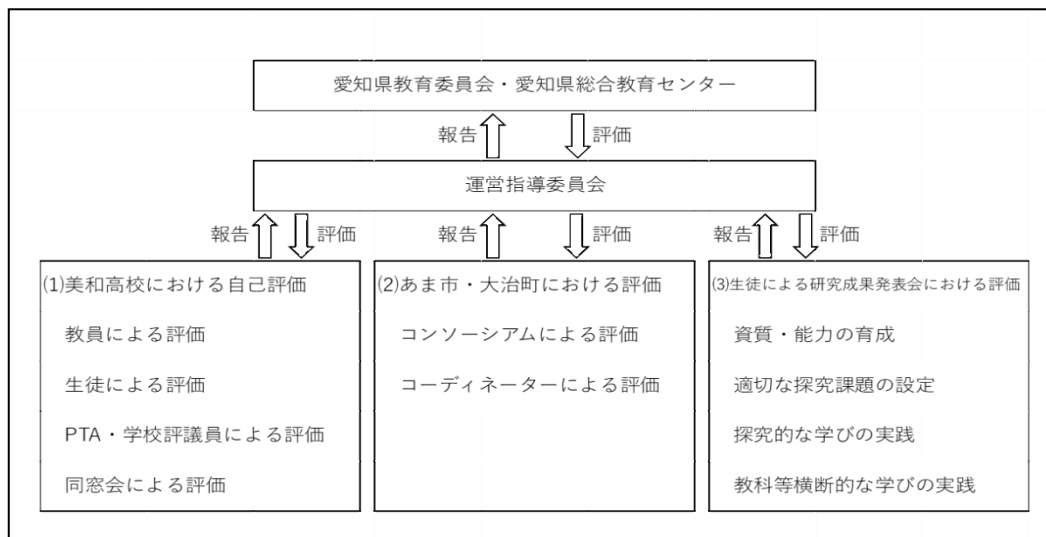 愛知県教育委員会・愛知県総合教育センター
報告
評価
運営指導委員会
報告
評価
報告
評価
報告
評価
(1)美和高校における自己評価
教員による評価
生徒による評価
PTA・学校評議員による評価
同窓会による評価
(2)あま市・大治町における評価
コンソーシアムによる評価
コーディネーターによる評価
(3)生徒による研究成果発表会における評価
資質・能力の育成
適切な探究課題の設定
探究的な学びの実践
教科等横断的な学びの実践